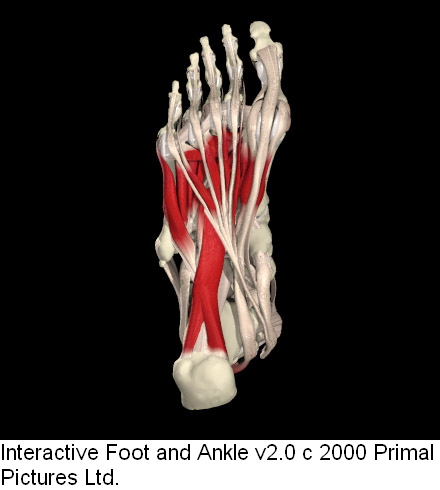 Interactive Foot and Ankle v2.0 c 2000 Primal
Pictures Ltd.